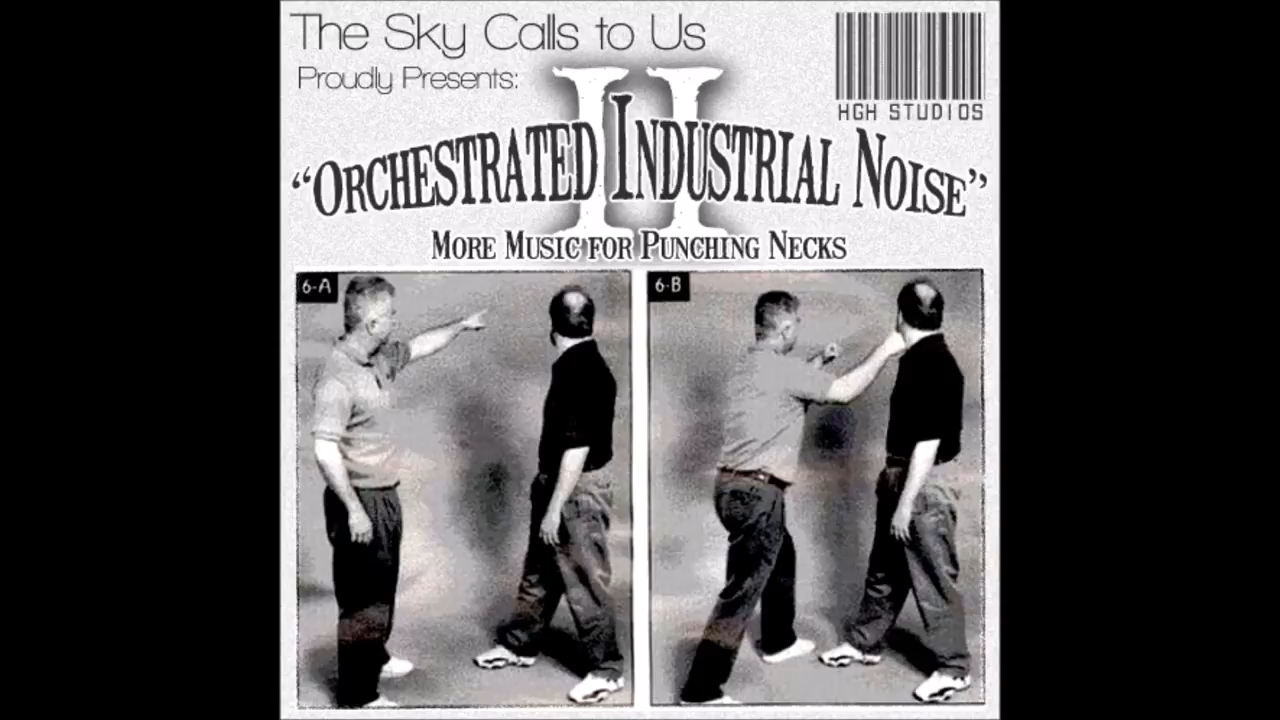 The Sky Calls to Us
Proudly Presents:
HGH STUDIOS
II
“ORCHESTRATED INDUSTRIAL NOISE”
MORE MUSIC FOR PUNCHING NECKS
6-A
6-B